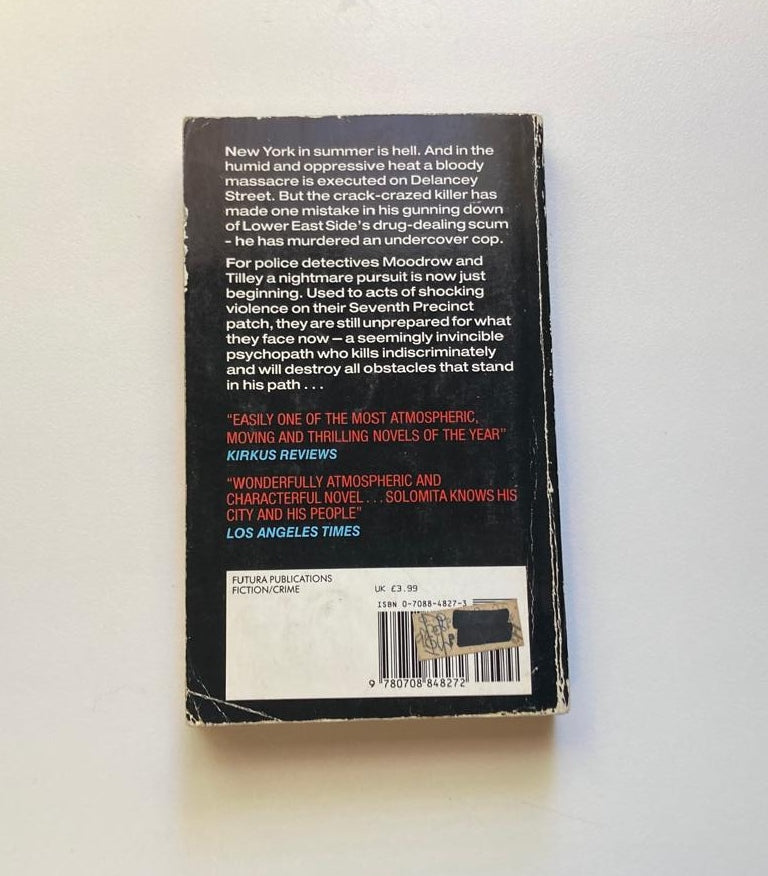 New York in summer is hell. And in the
humid and oppressive heat a bloody
massacre is executed on Delancey
Street. But the crack-crazed killer has
made one mistake in his gunning down
of Lower East Side's drug-dealing scum
- he has murdered an undercover cop.
For police detectives Moodrow and
Tilley a nightmare pursuit is now just
beginning. Used to acts of shocking
violence on their Seventh Precinct
patch, they are still unprepared for what
they face now — a seemingly invincible
psychopath who kills indiscriminately
and will destroy all obstacles that stand
in his path . . .
"EASILY ONE OF THE MOST ATMOSPHERIC,
MOVING AND THRILLING NOVELS OF THE YEAR"
KIRKUS REVIEWS
"WONDERFULLY ATMOSPHERIC AND
CHARACTERFUL NOVEL . . . SOLOMITA KNOWS HIS
CITY AND HIS PEOPLE"
LOS ANGELES TIMES
FUTURA PUBLICATIONS
FICTION/CRIME
UK £3.99
ISBN 0-7088-4827-3
9 780708 848272